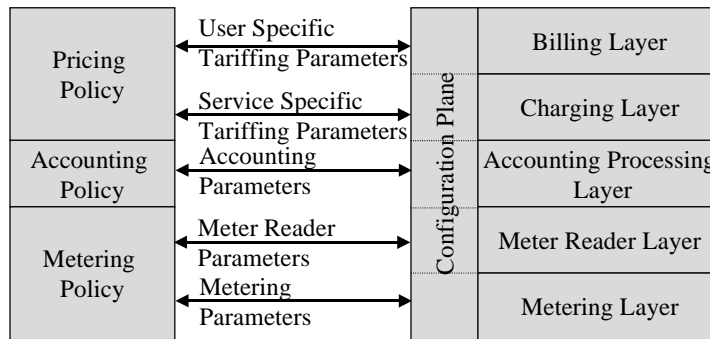 Pricing
Policy
Accounting
Policy
Metering
Policy
User Specific
Tariffing Parameters
Service Specific
Tariffing Parameters
Accounting
Parameters
Meter Reader
Parameters
Metering
Parameters
Configuration Plane
Billing Layer
Charging Layer
Accounting Processing
Layer
Meter Reader Layer
Metering Layer